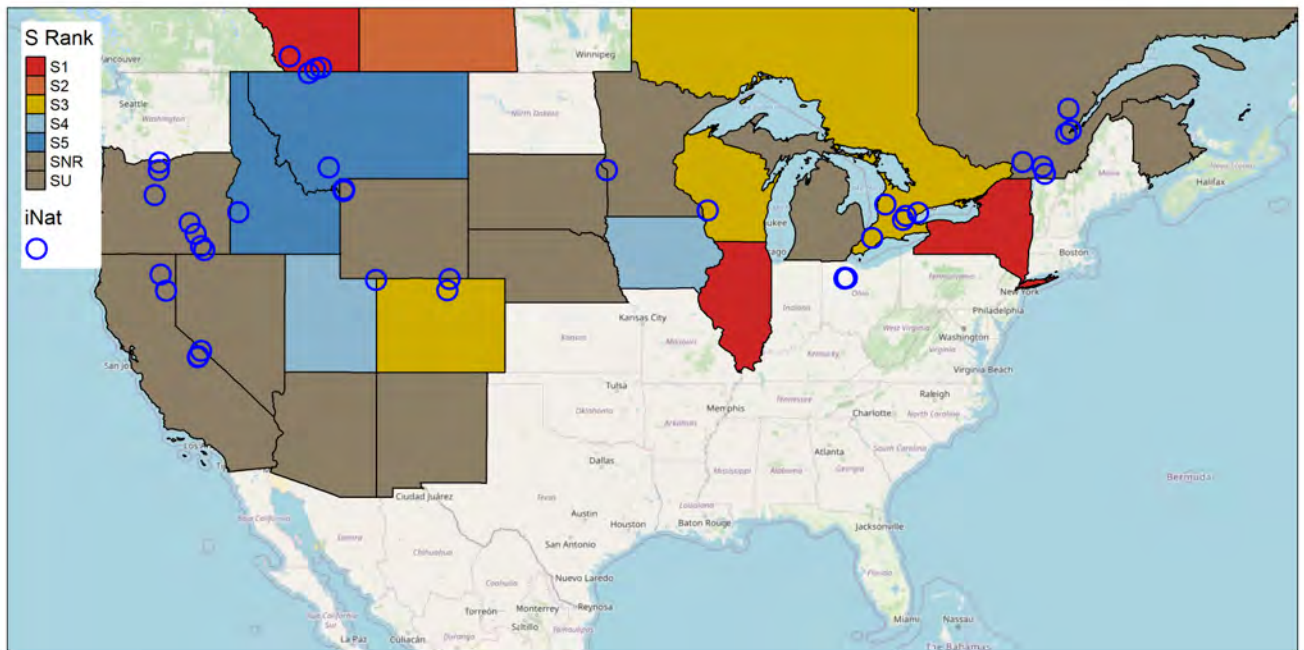 S Rank
S1
S2
S3
S4
S5
SNR
SU
iNat
Vancouver
Winnipeg
Seattle
Washington
North Dakota
Maine
Halifax
Boston
New York
Pennsylvania
Philadelphia
Ohio
Indiana
Kansas City
Washington
West Virginia
Virginia
Kansas
Missouri
Kentucky
Virginia Beach
Tulsa
Raleigh
Tennessee
Memphis
Charlotte
North Carolina
Oklahoma
Arkansas
South Carolina
Atlanta
Dallas
Mississippi
Alabama
Georgia
Bermuda
Ciudad Juárez
Texas
Louisiana
Austin
Houston
Baton Rouge
Jacksonville
San Antonio
Baja California
Sonora
Chihuahua
Florida
Coahuila
Nuevo Laredo
Torreón
Monterrey
Reynosa
Saltillo
Tamaulipas
Miami
Nassau
La Paz
Culiacán
Durango
The Bahamas